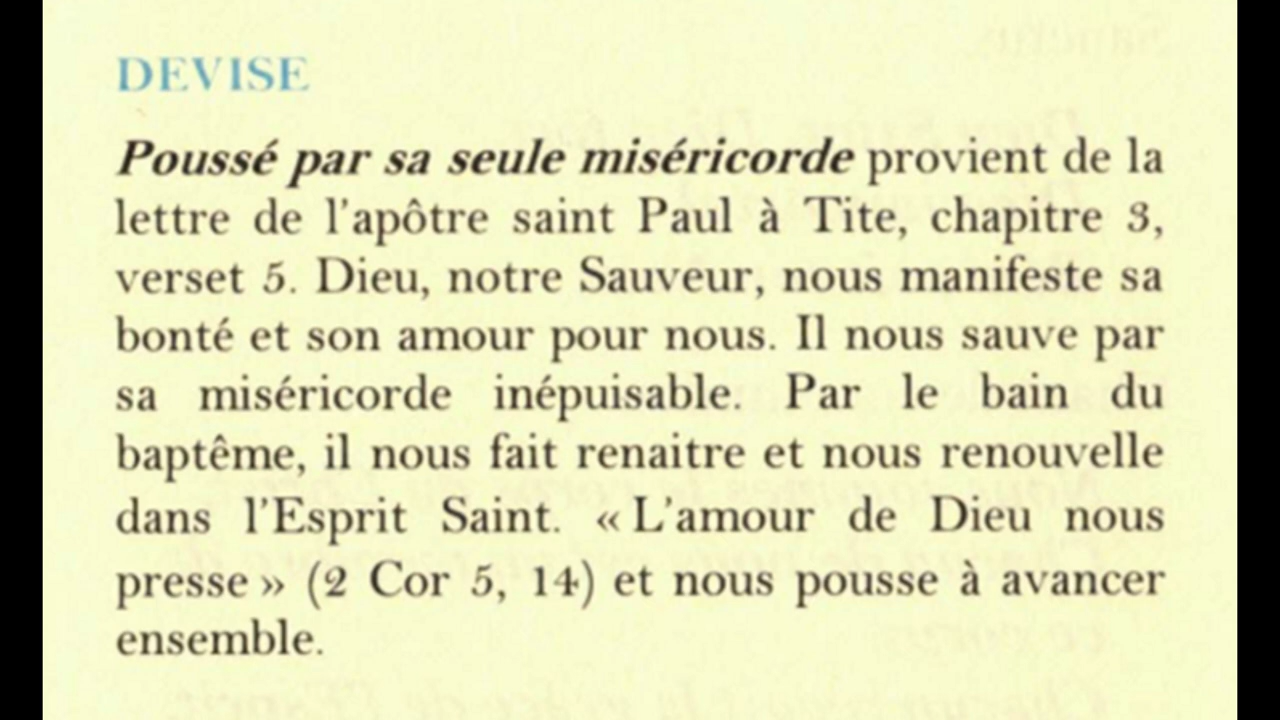 DEVISE
Poussé par sa seule miséricorde provient de la
lettre de l'apôtre saint Paul à Tite, chapitre 3,
verset 5. Dieu, notre Sauveur, nous manifeste sa
bonté et son amour pour nous. Il nous sauve par
sa miséricorde inépuisable. Par le bain du
baptême, il nous fait renaitre et nous renouvelle
dans l'Esprit Saint. « L'amour de Dieu nous
presse » (2 Cor 5, 14) et nous pousse à avancer
ensemble.